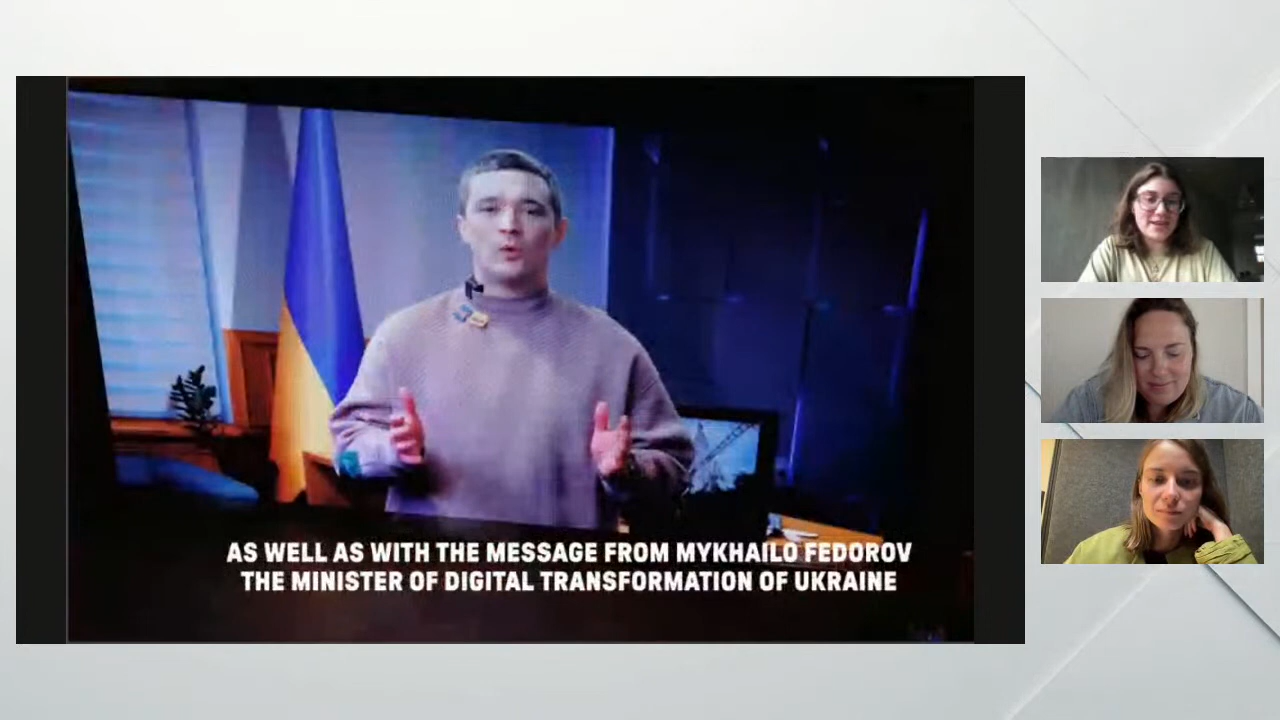 AS WELL AS WITH THE MESSAGE FROM MYKHAILO FEDOROV
THE MINISTER OF DIGITAL TRANSFORMATION OF UKRAINE